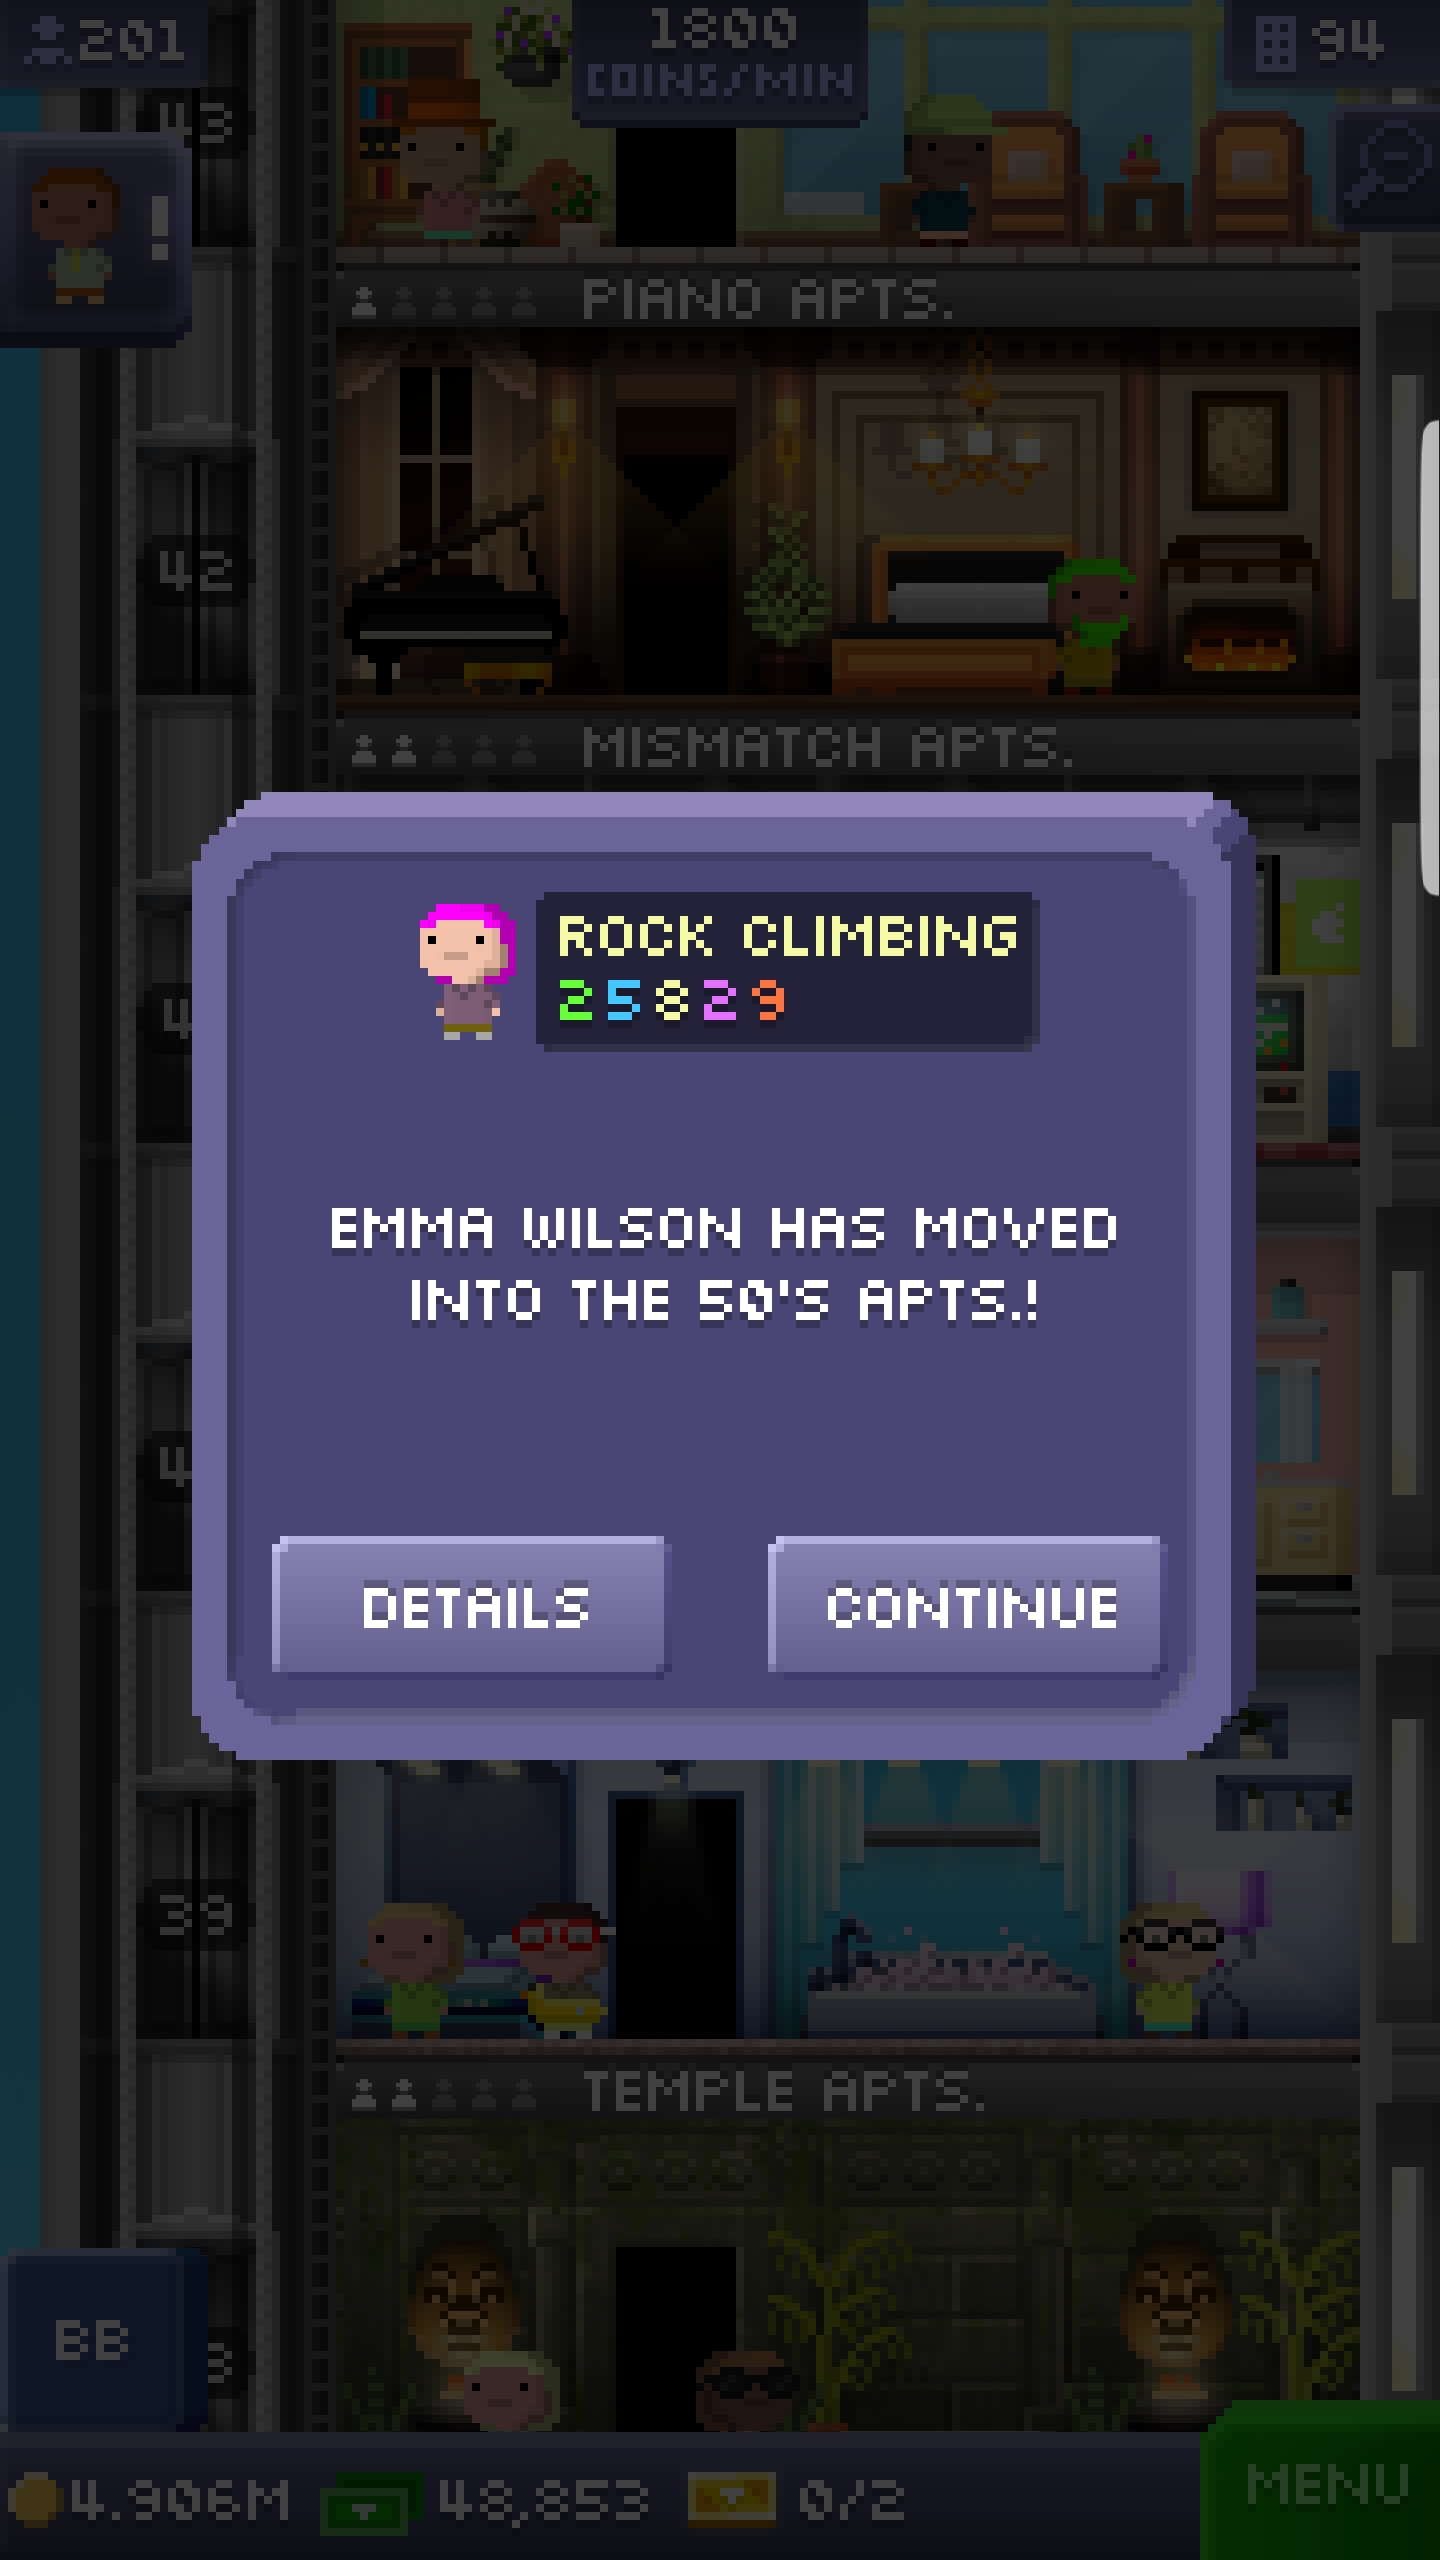 201
1800
COINS/MIN
94
43
!
PIANO APTS.
42
MISMATCH APTS.
ROCK CLIMBING
25829
EMMA WILSON HAS MOVED
INTO THE 50'S APTS.!
DETAILS
CONTINUE
39
TEMPLE APTS.
BB
4.906M
48,853
0/2
MENU